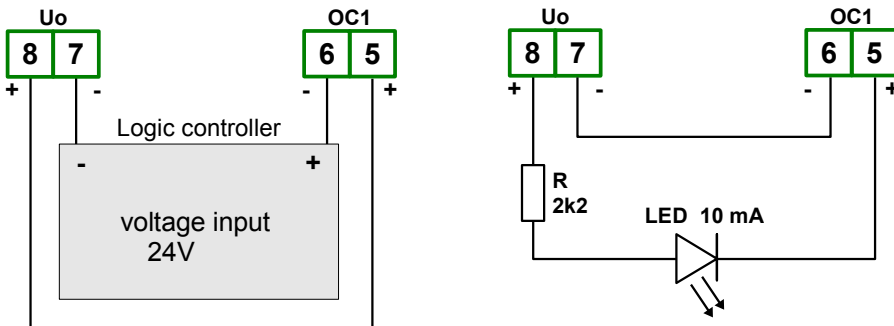 Uo OC1
8 7 6 5
+ - - +
Logic controller
- +
voltage input
24V
Uo OC1
8 7 6 5
+ - - +
R
2k2
LED 10 mA